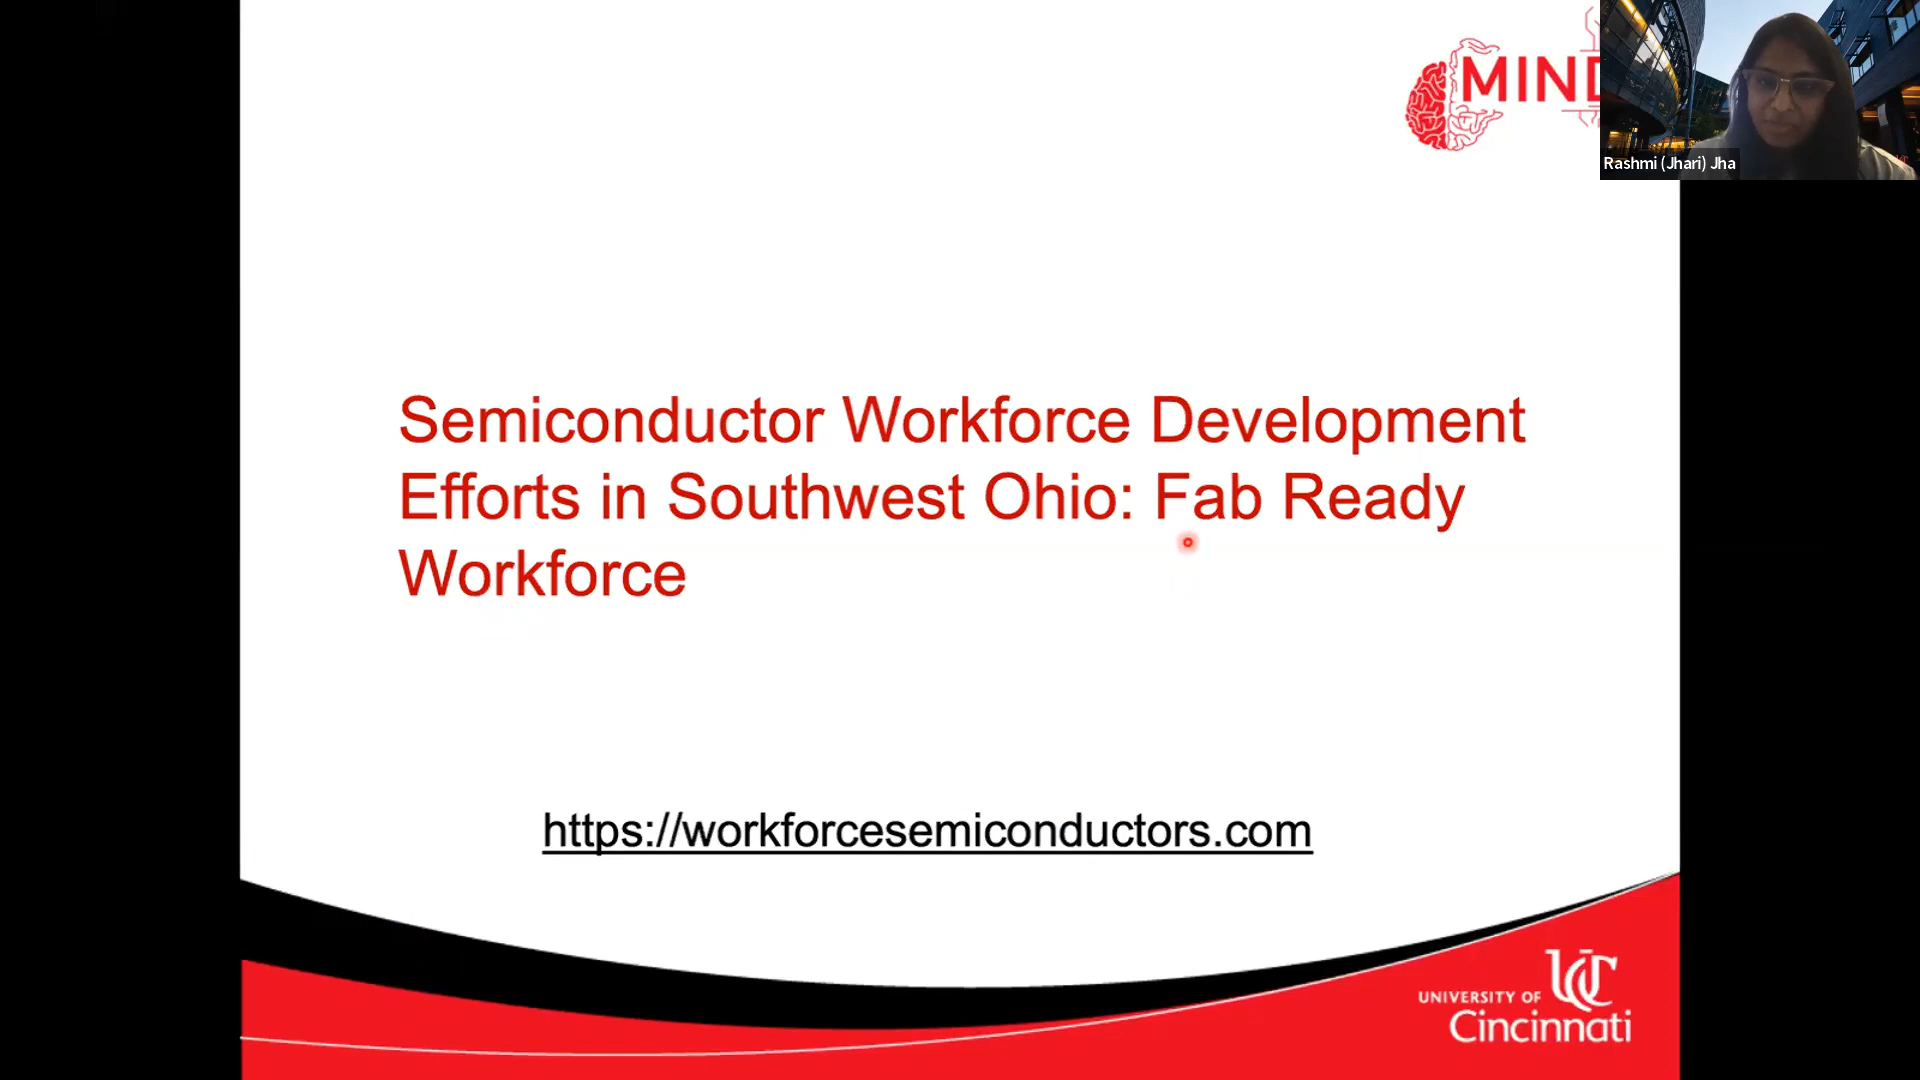 MIND
Rashmi (Jhari) Jha
Semiconductor Workforce Development
Efforts in Southwest Ohio: Fab Ready
Workforce
https://workforcesemiconductors.com
UC
UNIVERSITY OF
Cincinnati